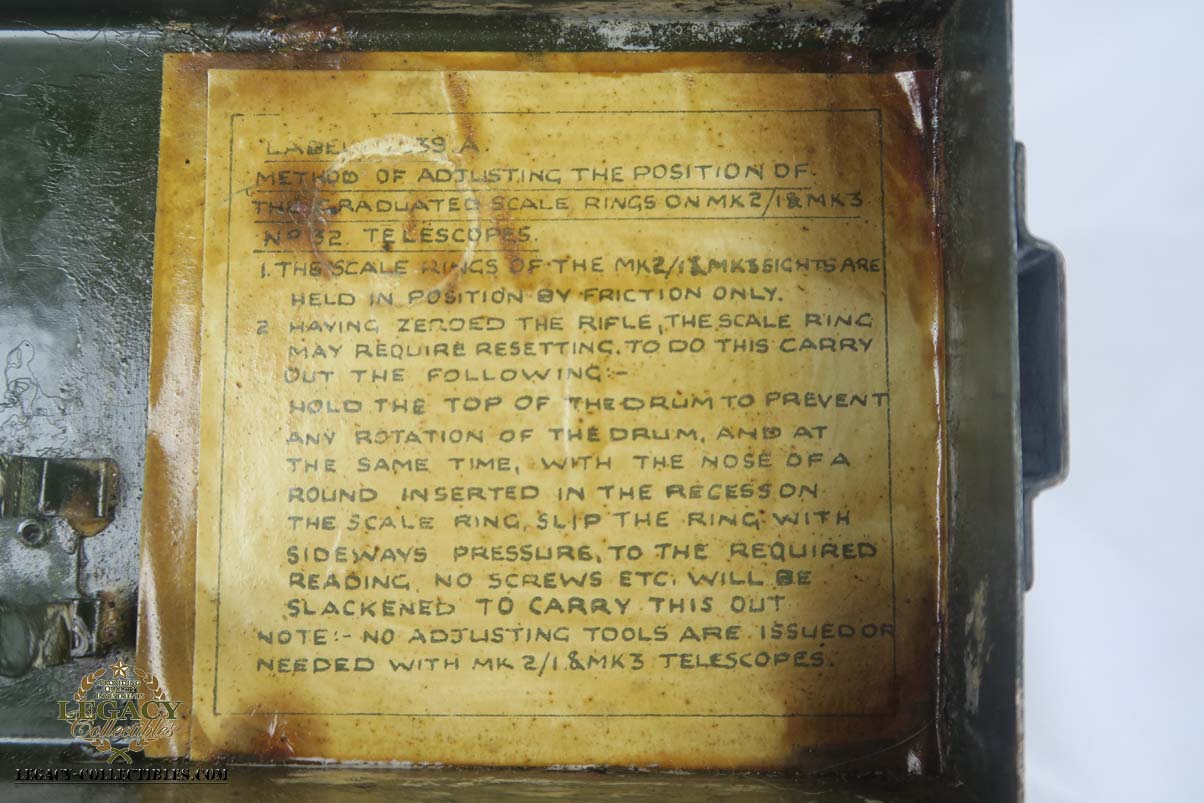 LABEL 39 A.
METHOD OF ADJUSTING THE POSITION OF
THE GRADUATED SCALE RINGS ON MK2/1 & MK3
Nº 32 TELESCOPES.
1. THE SCALE RINGS OF THE MK2/1 & MK3 SIGHTS ARE
HELD IN POSITION BY FRICTION ONLY.
2 HAVING ZEROED THE RIFLE, THE SCALE RING
MAY REQUIRE RESETTING. TO DO THIS CARRY
OUT THE FOLLOWING:-
HOLD THE TOP OF THE DRUM TO PREVENT
ANY ROTATION OF THE DRUM, AND AT
THE SAME TIME, WITH THE NOSE OF A
ROUND INSERTED IN THE RECESS ON
THE SCALE RING, SLIP THE RING WITH
SIDEWAYS PRESSURE, TO THE REQUIRED
READING. NO SCREWS ETC. WILL BE
SLACKENED TO CARRY THIS OUT
NOTE:- NO ADJUSTING TOOLS ARE ISSUED OR
NEEDED WITH MK 2/1 & MK3 TELESCOPES.
PROVIDING
QUALITY
INVESTMENTS
LEGACY
Collectibles
LEGACY-COLLECTIBLES.COM